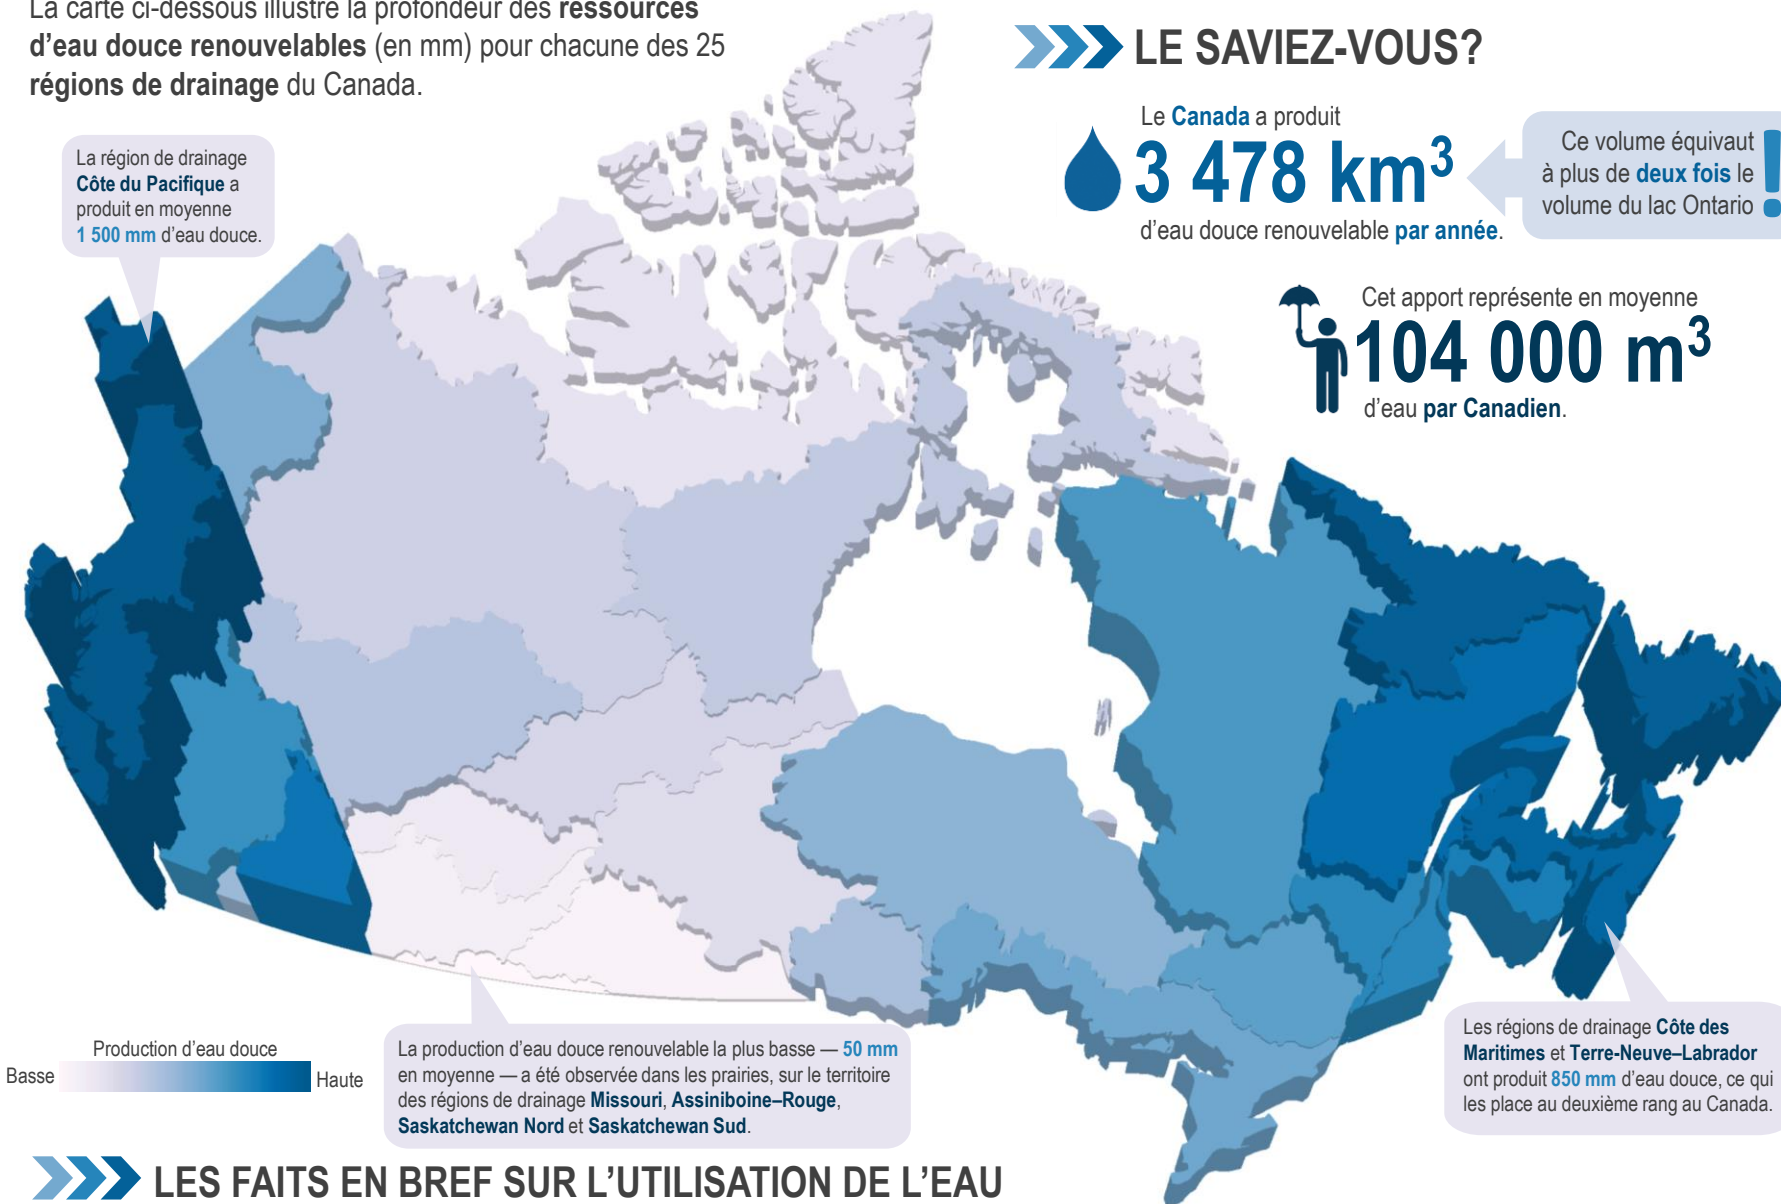 La carte ci-dessous illustre la profondeur des ressources
d'eau douce renouvelables (en mm) pour chacune des 25
régions de drainage du Canada.
LE SAVIEZ-VOUS?
Le Canada a produit
3 478 km³
d'eau douce renouvelable par année.
Ce volume équivaut
à plus de deux fois le
volume du lac Ontario
!
Cet apport représente en moyenne
104 000 m³
d'eau par Canadien.
La région de drainage
Côte du Pacifique a
produit en moyenne
1 500 mm d'eau douce.
Production d'eau douce
Basse
Haute
La production d'eau douce renouvelable la plus basse — 50 mm
en moyenne — a été observée dans les prairies, sur le territoire
des régions de drainage Missouri, Assiniboine–Rouge,
Saskatchewan Nord et Saskatchewan Sud.
Les régions de drainage Côte des
Maritimes et Terre-Neuve–Labrador
ont produit 850 mm d'eau douce, ce qui
les place au deuxième rang au Canada.
LES FAITS EN BREF SUR L'UTILISATION DE L'EAU